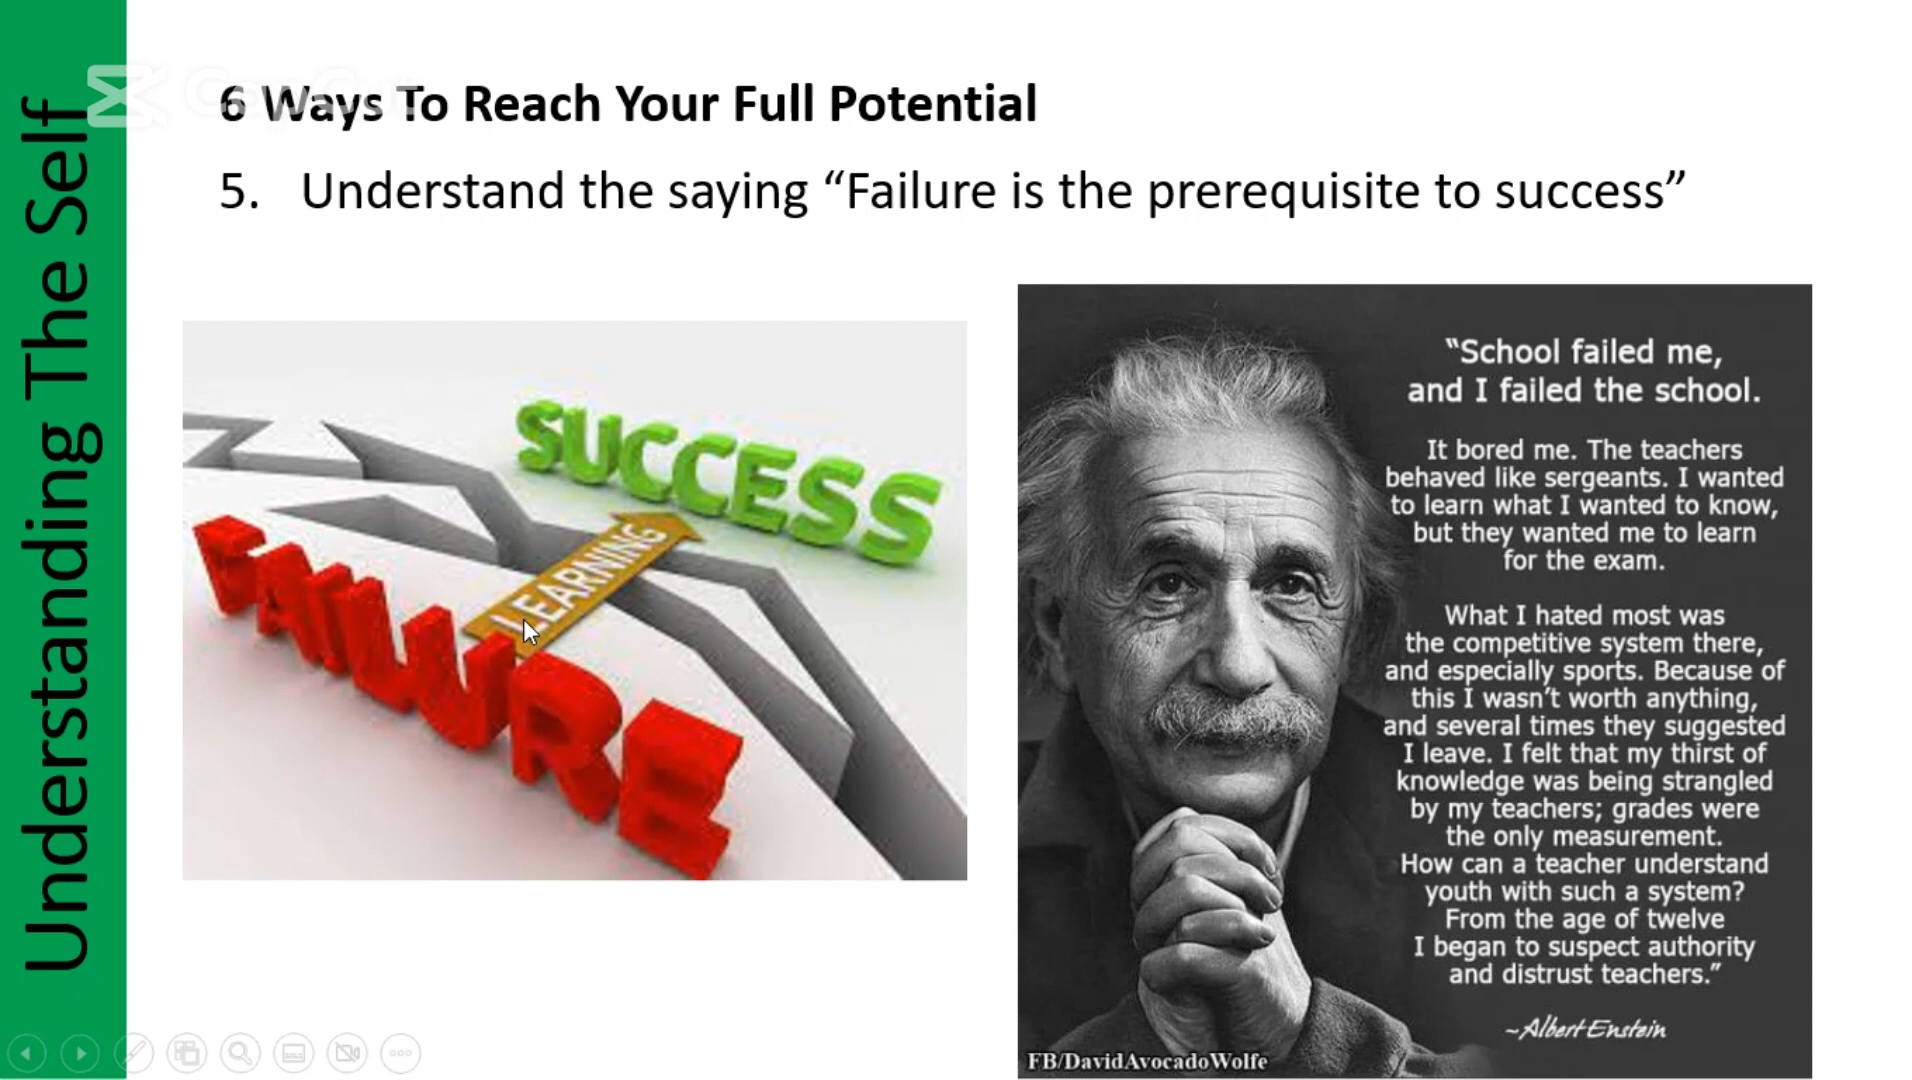 CapCut
6 Ways To Reach Your Full Potential
5. Understand the saying “Failure is the prerequisite to success”
Understanding The Self
SUCCESS
LEARNING
FAILURE
“School failed me,
and I failed the school.
It bored me. The teachers
behaved like sergeants. I wanted
to learn what I wanted to know,
but they wanted me to learn
for the exam.
What I hated most was
the competitive system there,
and especially sports. Because of
this I wasn’t worth anything,
and several times they suggested
I leave. I felt that my thirst of
knowledge was being strangled
by my teachers; grades were
the only measurement.
How can a teacher understand
youth with such a system?
From the age of twelve
I began to suspect authority
and distrust teachers.”
~Albert Enstein
FB/DavidAvocadoWolfe